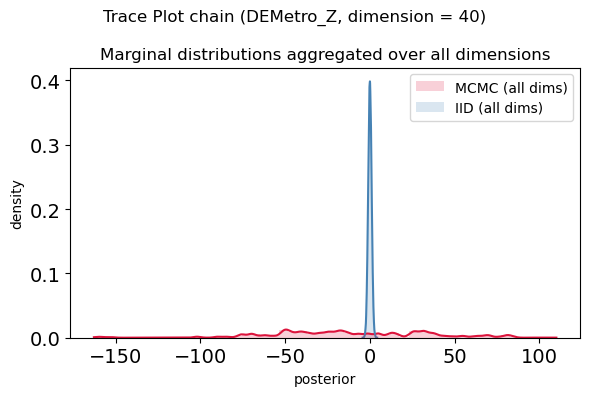 Trace Plot chain (DEMetro_Z, dimension = 40)
Marginal distributions aggregated over all dimensions
MCMC (all dims)
IID (all dims)
density
0.4
0.3
0.2
0.1
0.0
−150
−100
−50
0
50
100
posterior